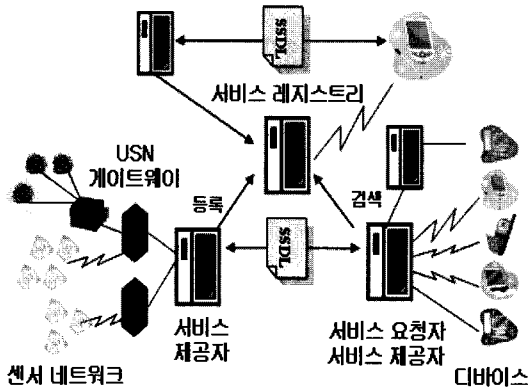 SSDL
서비스 레지스트리
USN
게이트웨이
등록
검색
SSDL
서비스
제공자
서비스 요청자
서비스 제공자
센서 네트워크
디바이스